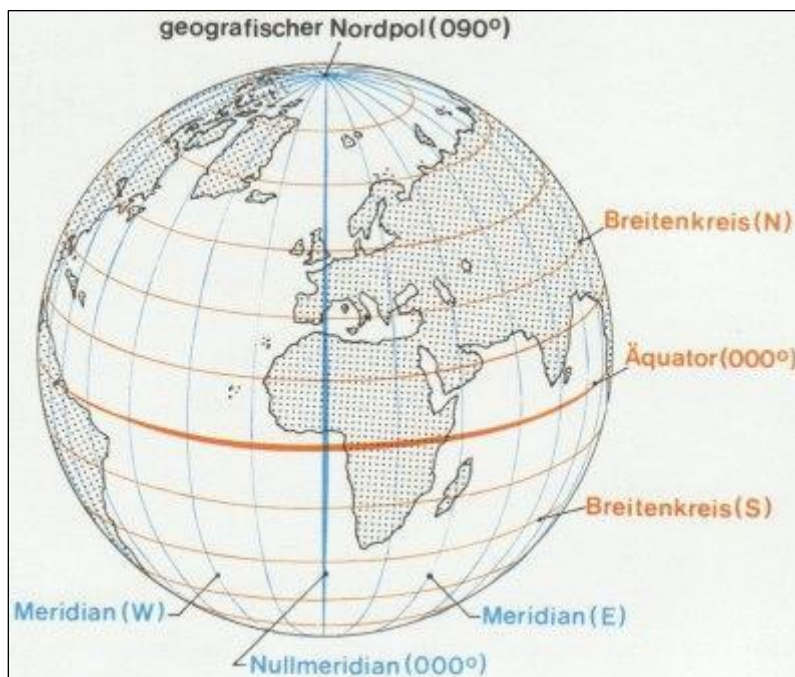 geografischer Nordpol (090°)
Breitenkreis (N)
Äquator (000°)
Breitenkreis (S)
Meridian (W)
Meridian (E)
Nullmeridian (000°)